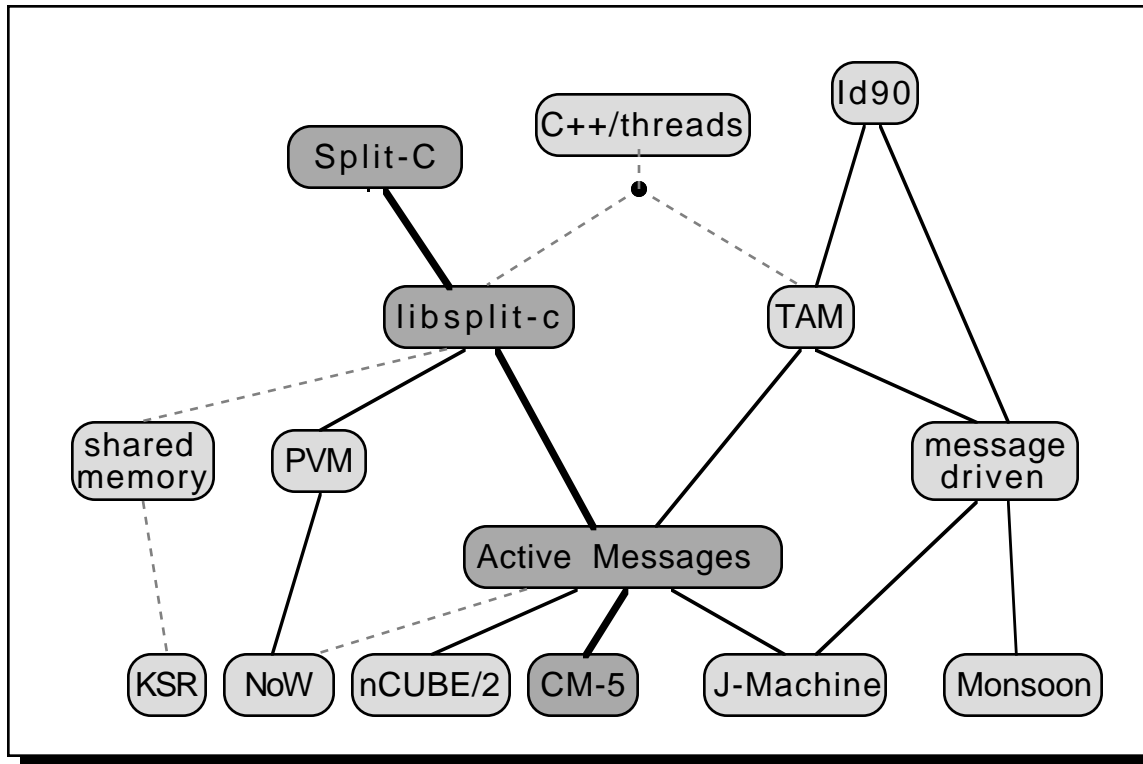 Id90
C++/threads
Split-C
libsplit-c
TAM
shared
memory
PVM
message
driven
Active Messages
KSR
NoW
nCUBE/2
CM-5
J-Machine
Monsoon